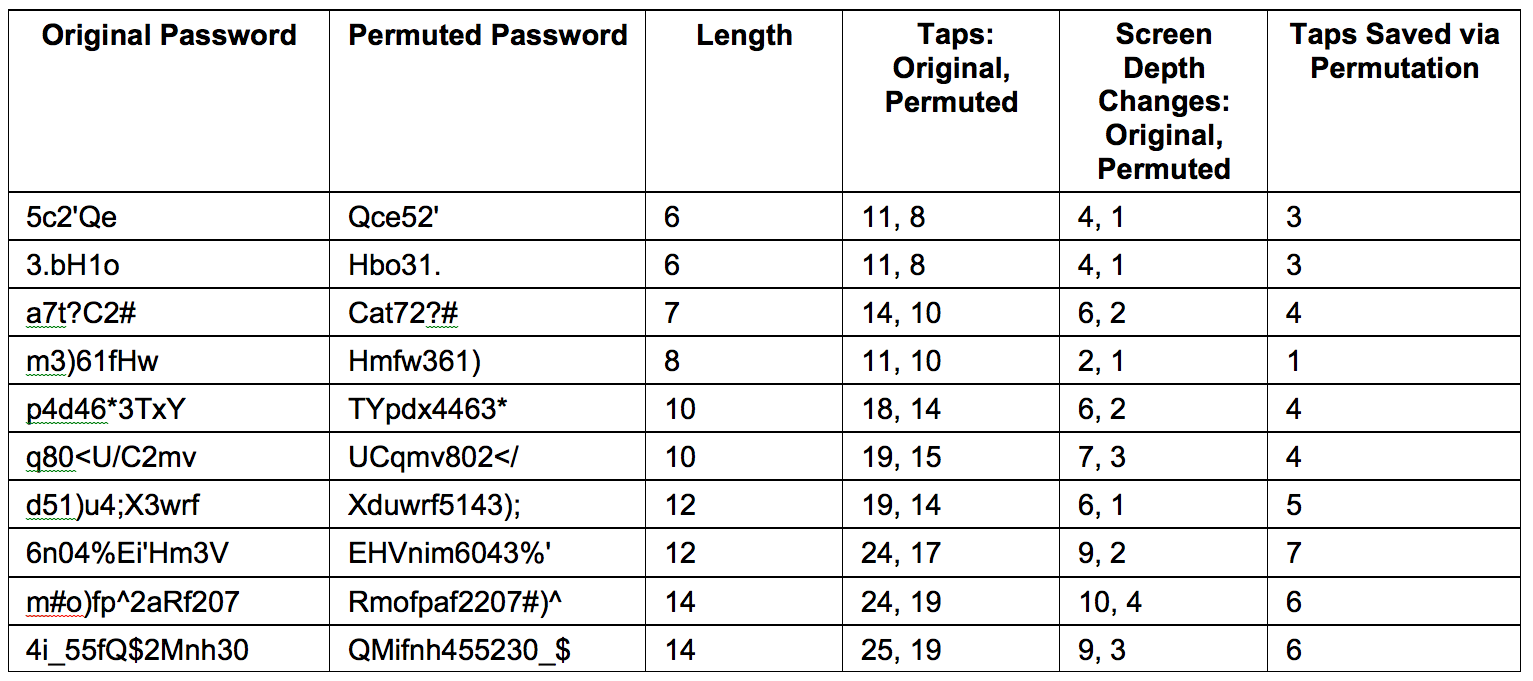 Original Password Permuted Password Length Taps: Original, Permuted Screen Depth Changes: Original, Permuted Taps Saved via Permutation
5c2'Qe Qce52' 6 11, 8 4, 1 3
3.bH1o Hbo31. 6 11, 8 4, 1 3
a7t?C2# Cat72?# 7 14, 10 6, 2 4
m3)61fHw Hmfw361) 8 11, 10 2, 1 1
p4d46*3TxY TYpdx4463* 10 18, 14 6, 2 4
q80<U/C2mv UCqmv802</ 10 19, 15 7, 3 4
d51)u4;X3wrf Xduwrf5143); 12 19, 14 6, 1 5
6n04%Ei'Hm3V EHVnim6043%' 12 24, 17 9, 2 7
m#o)fp^2aRf207 Rmofpaf2207#)^ 14 24, 19 10, 4 6
4i_55fQ$2Mnh30 QMifnh455230_$ 14 25, 19 9, 3 6